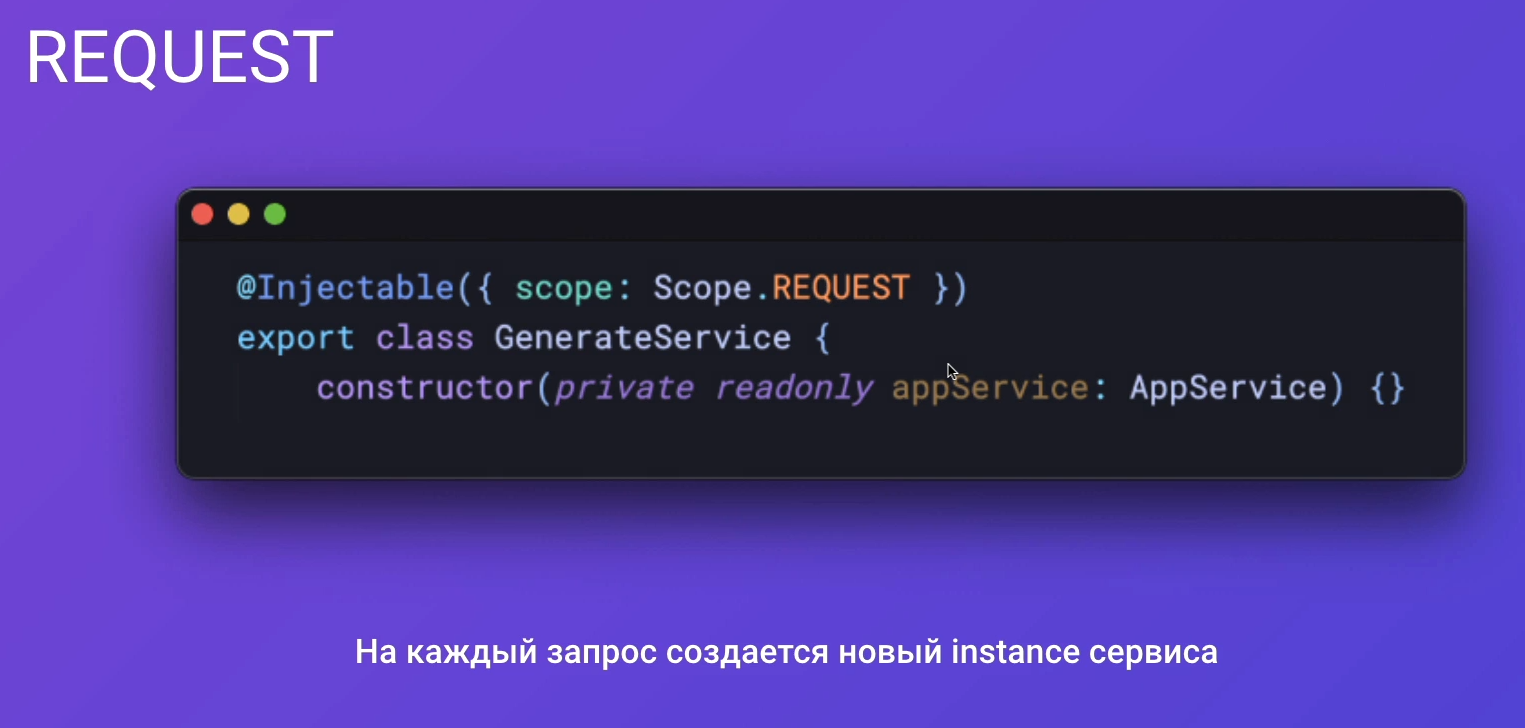 REQUEST
@Injectable({ scope: Scope.REQUEST })
export class GenerateService {
constructor(private readonly appService: AppService) {}
На каждый запрос создается новый instance сервиса